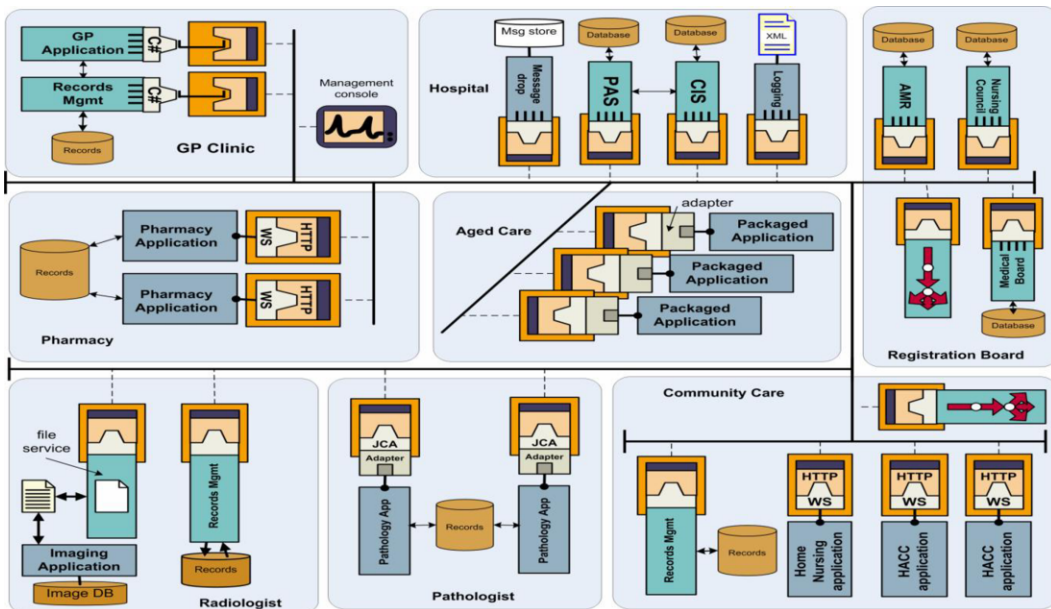 GP
Application
C#
Records
Mgmt
C#
Records
GP Clinic
Management
console
Hospital
Msg store
Message
drop
Database
PAS
Database
CIS
XML
Logging
Database
AMR
Database
Nursing
Council
Medical
Board
Database
Registration Board
Records
Pharmacy
Application
WS
HTTP
Pharmacy
Application
WS
HTTP
Pharmacy
Aged Care
adapter
Packaged
Application
Packaged
Application
Packaged
Application
file
service
Imaging
Application
Image DB
Records Mgmt
Records
Radiologist
JCA
Adapter
Pathology App
Records
JCA
Adapter
Pathology App
Pathologist
Community Care
Records Mgmt
Records
HTTP
WS
Home
Nursing
application
HTTP
WS
HACC
application
HTTP
WS
HACC
application